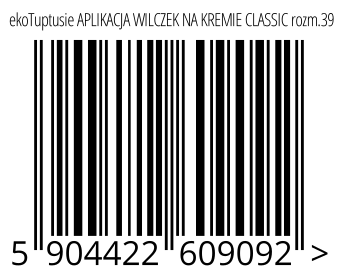 ekoTuptusie APLIKACJA WILCZEK NA KREMIE CLASSIC rozm.39
5 904422 609092 >